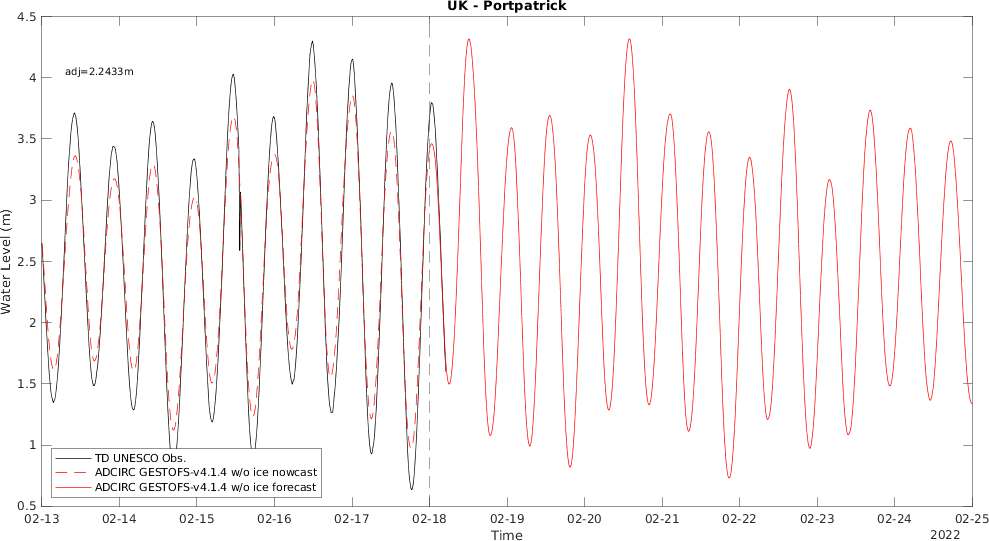 UK - Portpatrick
4.5
4
3.5
3
2.5
2
1.5
1
0.5
Water Level (m)
adj=2.2433m
TD UNESCO Obs.
ADCIRC GESTOFS-v4.1.4 w/o ice nowcast
ADCIRC GESTOFS-v4.1.4 w/o ice forecast
02-13 02-14 02-15 02-16 02-17 02-18 02-19 02-20 02-21 02-22 02-23 02-24 02-25
Time
2022